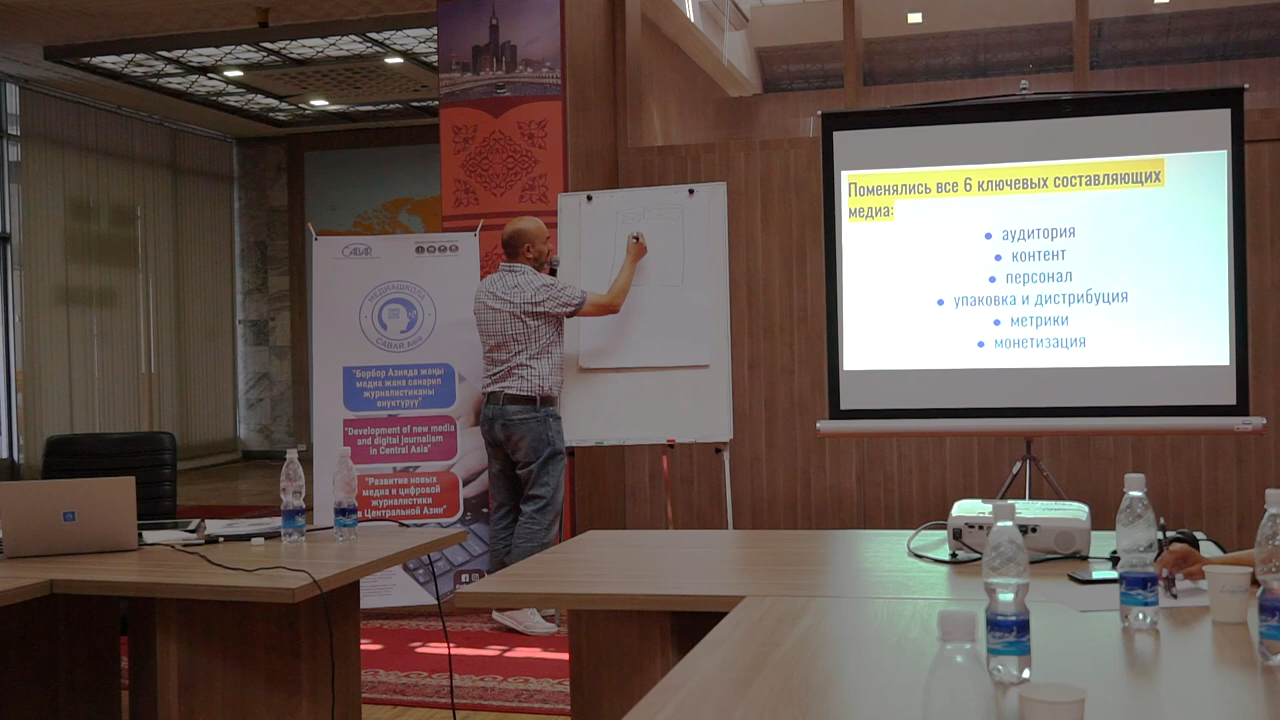 CABAR
МЕДИАШКОЛА
CABAR.ASIA
"Борбор Азияда жаңы
медиа жана санарип
журналистиканы
өнүктүрүү"
"Development of new media
and digital journalism
in Central Asia"
"Развитие новых
медиа и цифровой
журналистики
в Центральной Азии"
Поменялись все 6 ключевых составляющих
медиа:
• аудитория
• контент
• персонал
• упаковка и дистрибуция
• метрики
• монетизация